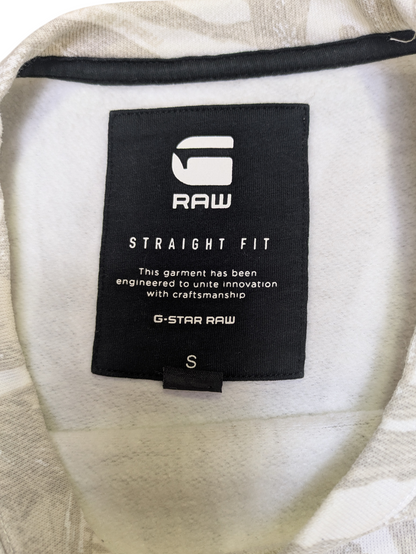 G
RAW
STRAIGHT FIT
This garment has been
engineered to unite innovation
with craftsmanship
G-STAR RAW
S